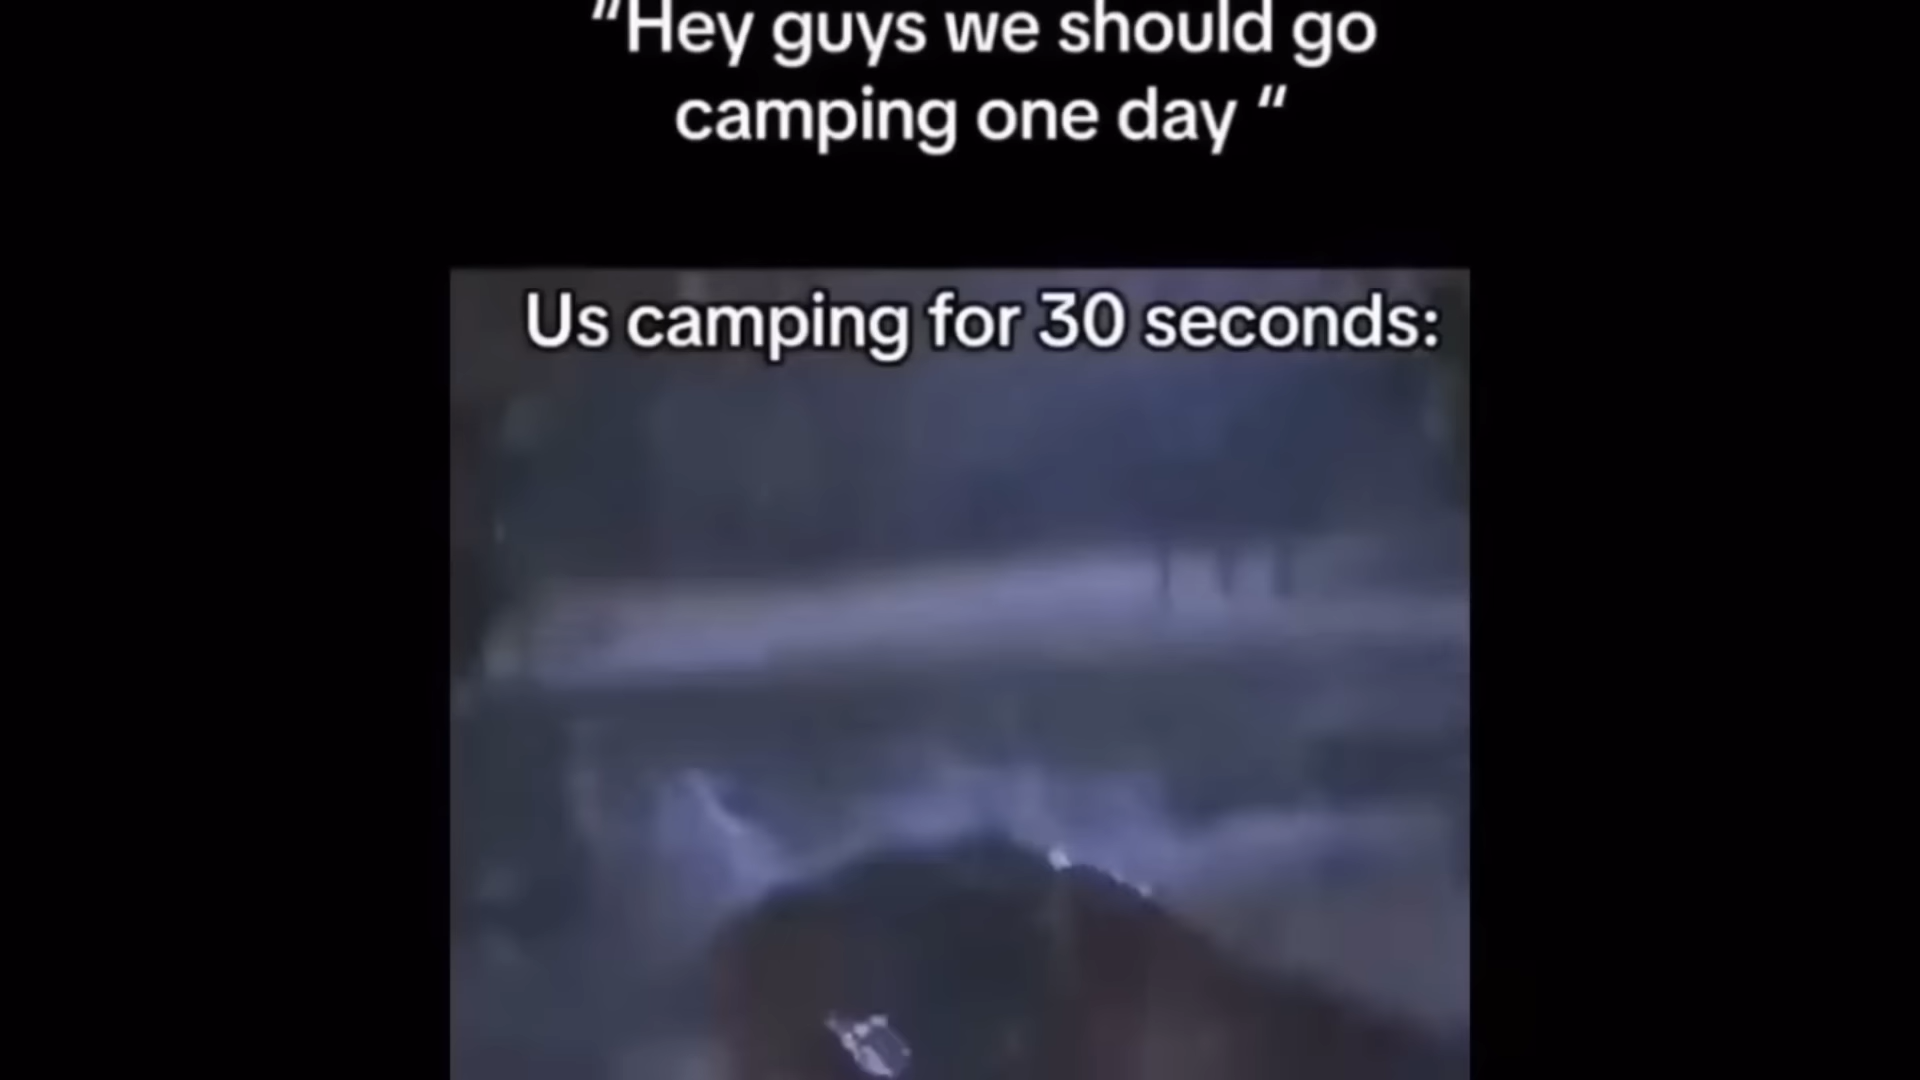 “Hey guys we should go
camping one day “
Us camping for 30 seconds: